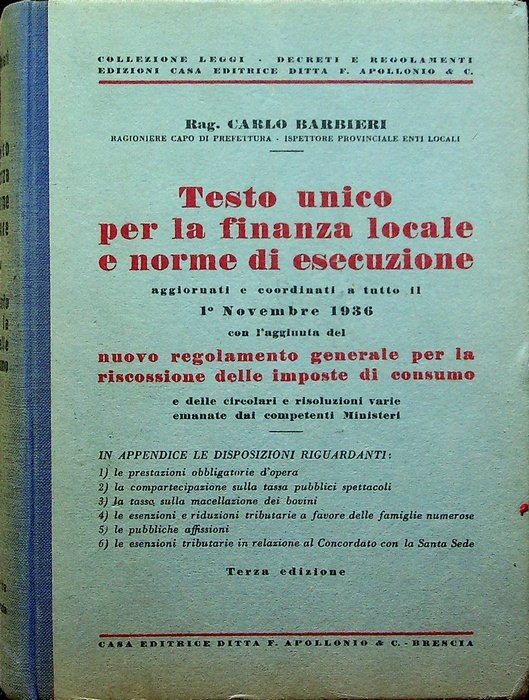 COLLEZIONE LEGGI - DECRETI E REGOLAMENTI
EDIZIONI CASA EDITRICE DITTA F. APOLLONIO & C.
Rag. CARLO BARBIERI
RAGIONIERE CAPO DI PREFETTURA - ISPETTORE PROVINCIALE ENTI LOCALI
Testo unico
per la finanza locale
e norme di esecuzione
aggiornati e coordinati a tutto il
1º Novembre 1936
con l'aggiunta del
nuovo regolamento generale per la
riscossione delle imposte di consumo
e delle circolari e risoluzioni varie
emanate dai competenti Ministeri
IN APPENDICE LE DISPOSIZIONI RIGUARDANTI:
1) le prestazioni obbligatorie d'opera
2) la compartecipazione sulla tassa pubblici spettacoli
3) la tassa sulla macellazione dei bovini
4) le esenzioni e riduzioni tributarie a favore delle famiglie numerose
5) le pubbliche affissioni
6) le esenzioni tributarie in relazione al Concordato con la Santa Sede
Terza edizione
CASA EDITRICE DITTA F. APOLLONIO & C. - BRESCIA